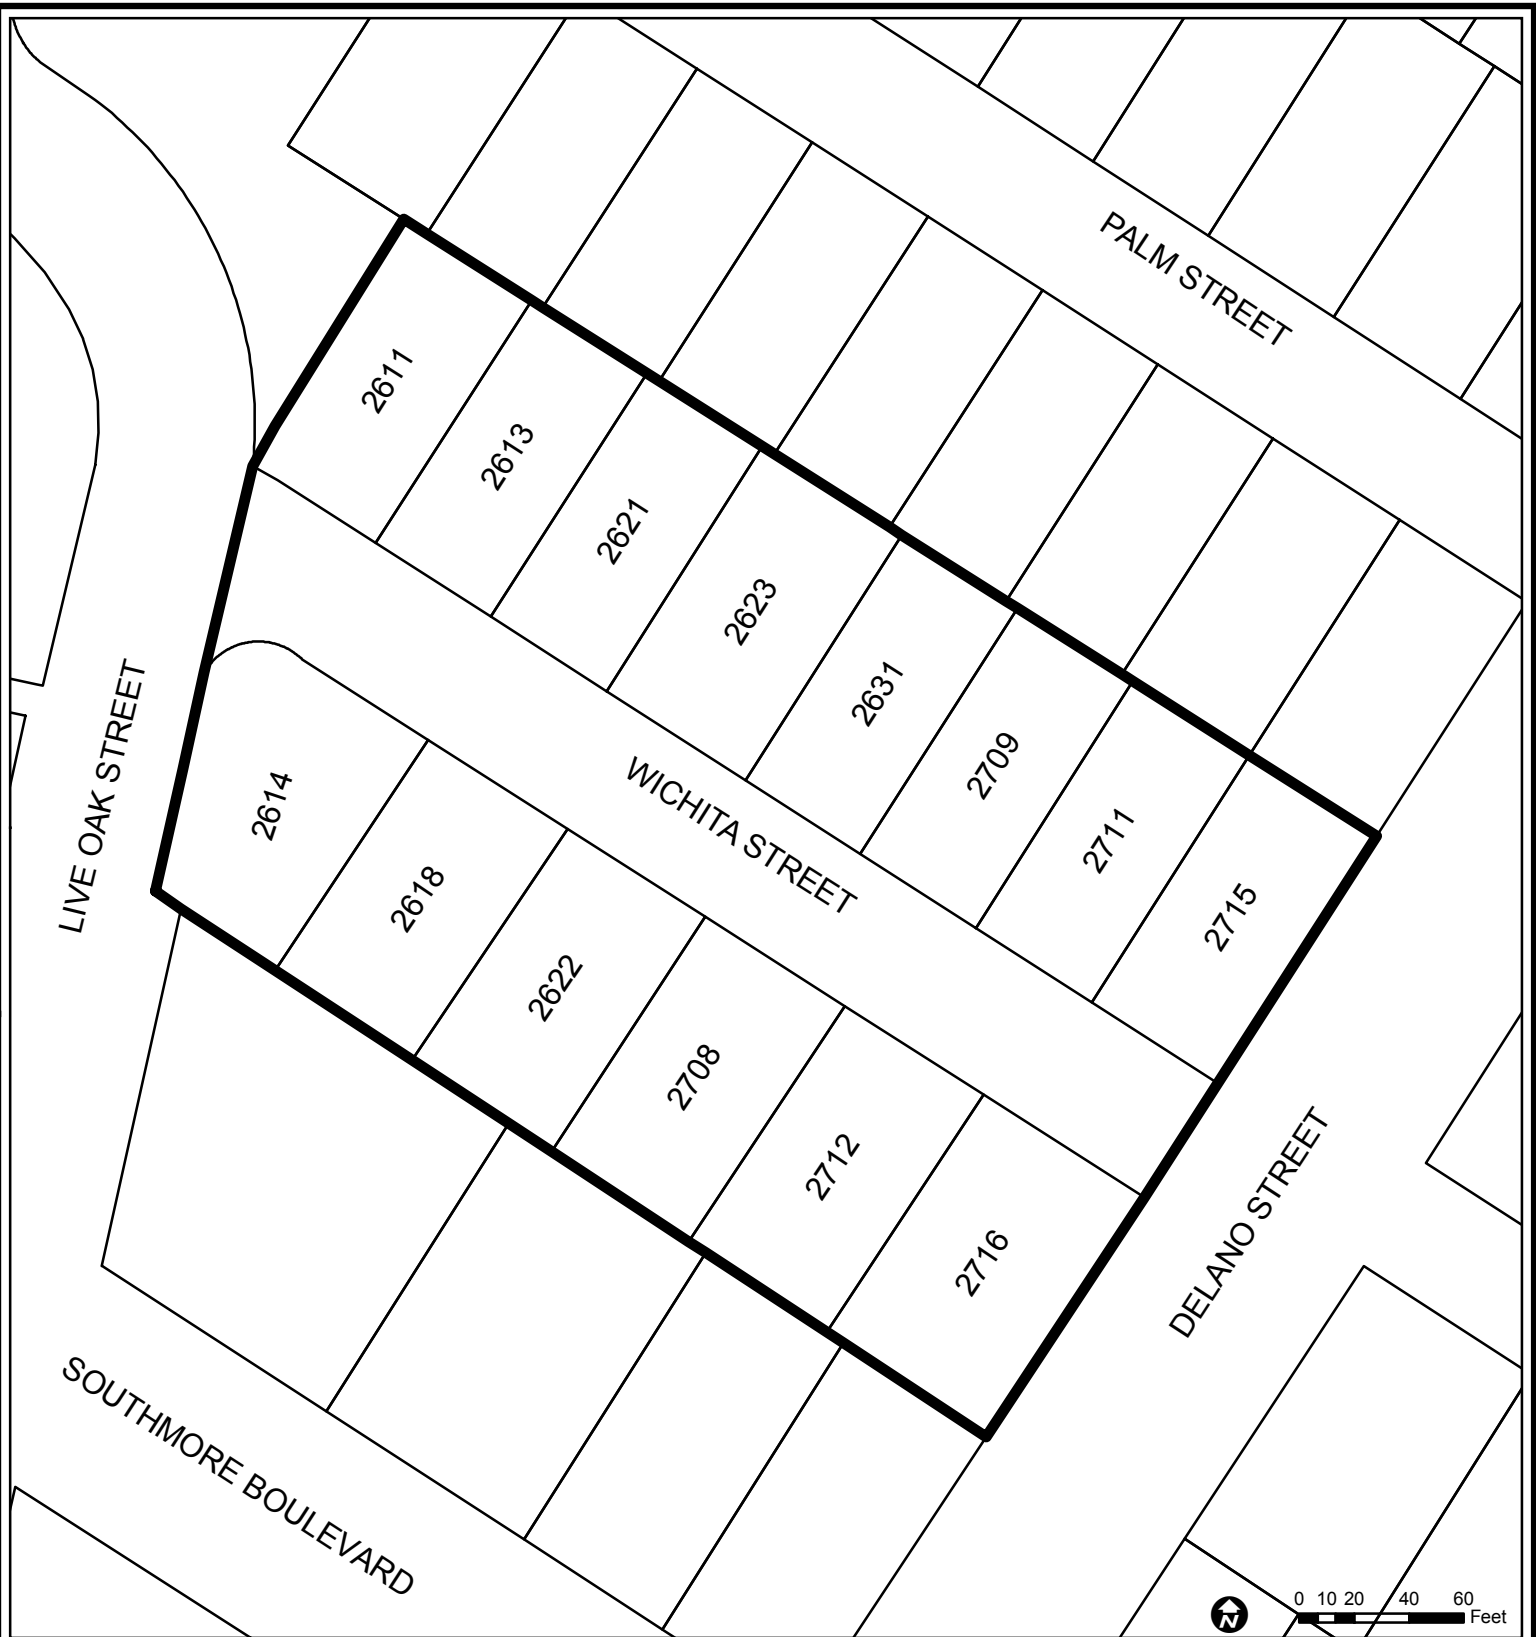 PALM STREET
2611
2613
2621
2623
2631
2709
2711
2715
WICHITA STREET
LIVE OAK STREET
2614
2618
2622
2708
2712
2716
DELANO STREET
SOUTHMORE BOULEVARD
N
0 10 20 40 60
Feet